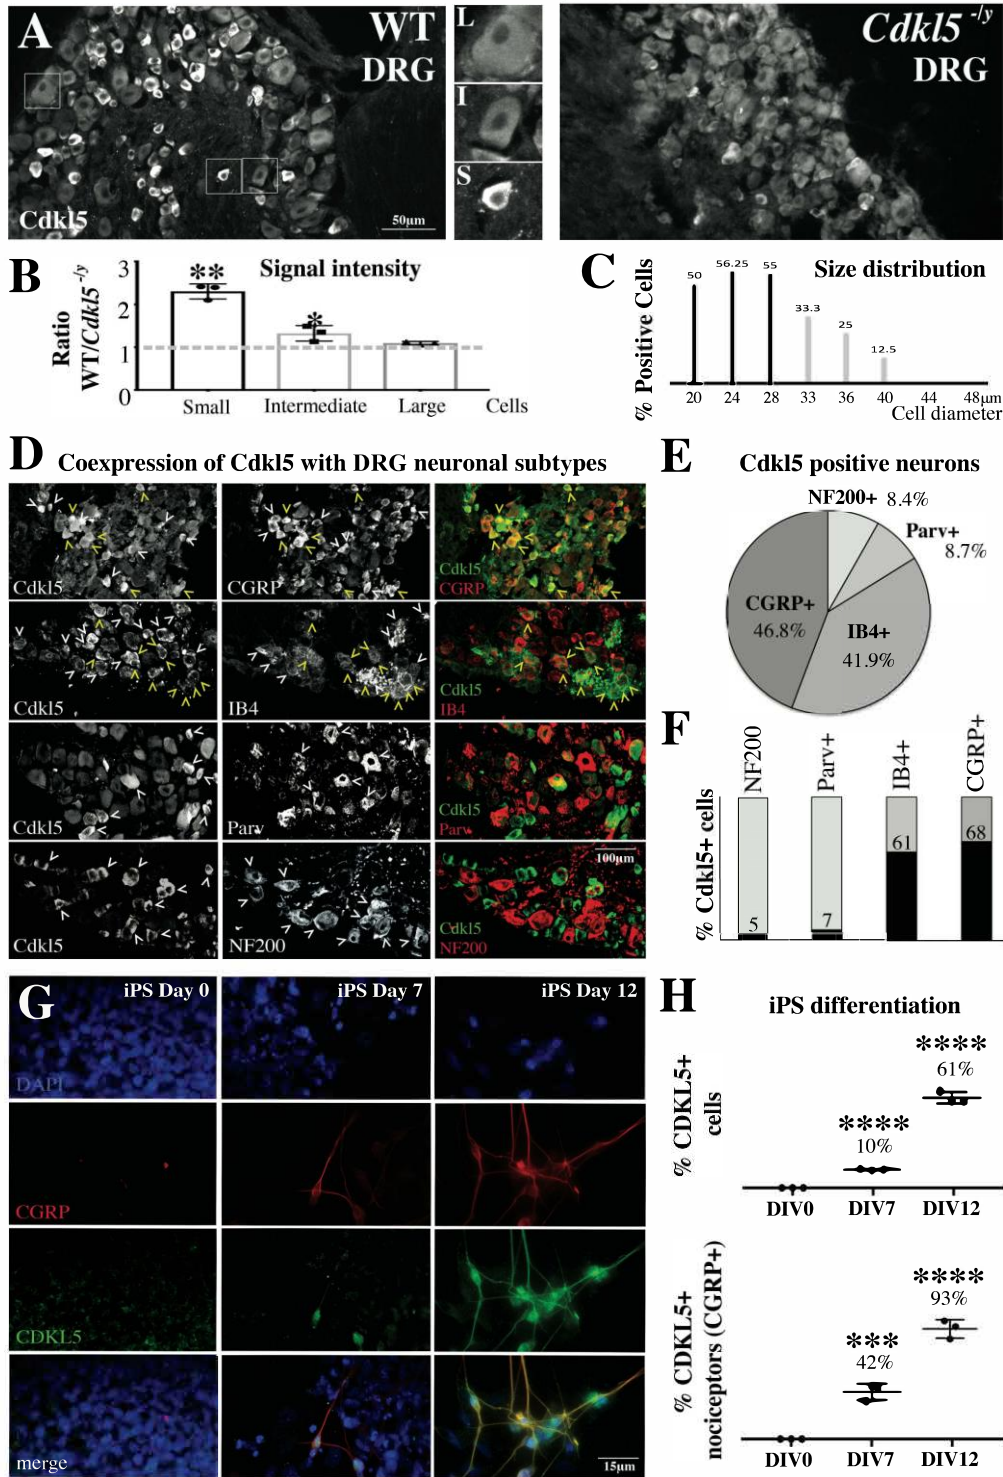 A
WT
DRG
Cdkl5
50μm
L
I
S
Cdkl5 -/y
DRG
B
Signal intensity
Ratio
WT/Cdkl5 -/y
3
2
1
0
**
*
Small
Intermediate
Large
Cells
C
Size distribution
% Positive Cells
50
56.25
55
33.3
25
12.5
20
24
28
33
36
40
44
48μm
Cell diameter
D
Coexpression of Cdkl5 with DRG neuronal subtypes
Cdkl5
CGRP
Cdkl5
CGRP
Cdkl5
IB4
Cdkl5
IB4
Cdkl5
Parv
Cdkl5
Parv
100μm
Cdkl5
NF200
Cdkl5
NF200
E
Cdkl5 positive neurons
NF200+ 8.4%
Parv+
8.7%
CGRP+
46.8%
IB4+
41.9%
F
% Cdkl5+ cells
NF200
Parv+
IB4+
CGRP+
5
7
61
68
G
iPS Day 0
iPS Day 7
iPS Day 12
DAPI
CGRP
CDKL5
merge
15μm
H
iPS differentiation
% CDKL5+
cells
****
61%
****
10%
DIV0
DIV7
DIV12
% CDKL5+
nociceptors (CGRP+)
****
93%
***
42%
DIV0
DIV7
DIV12